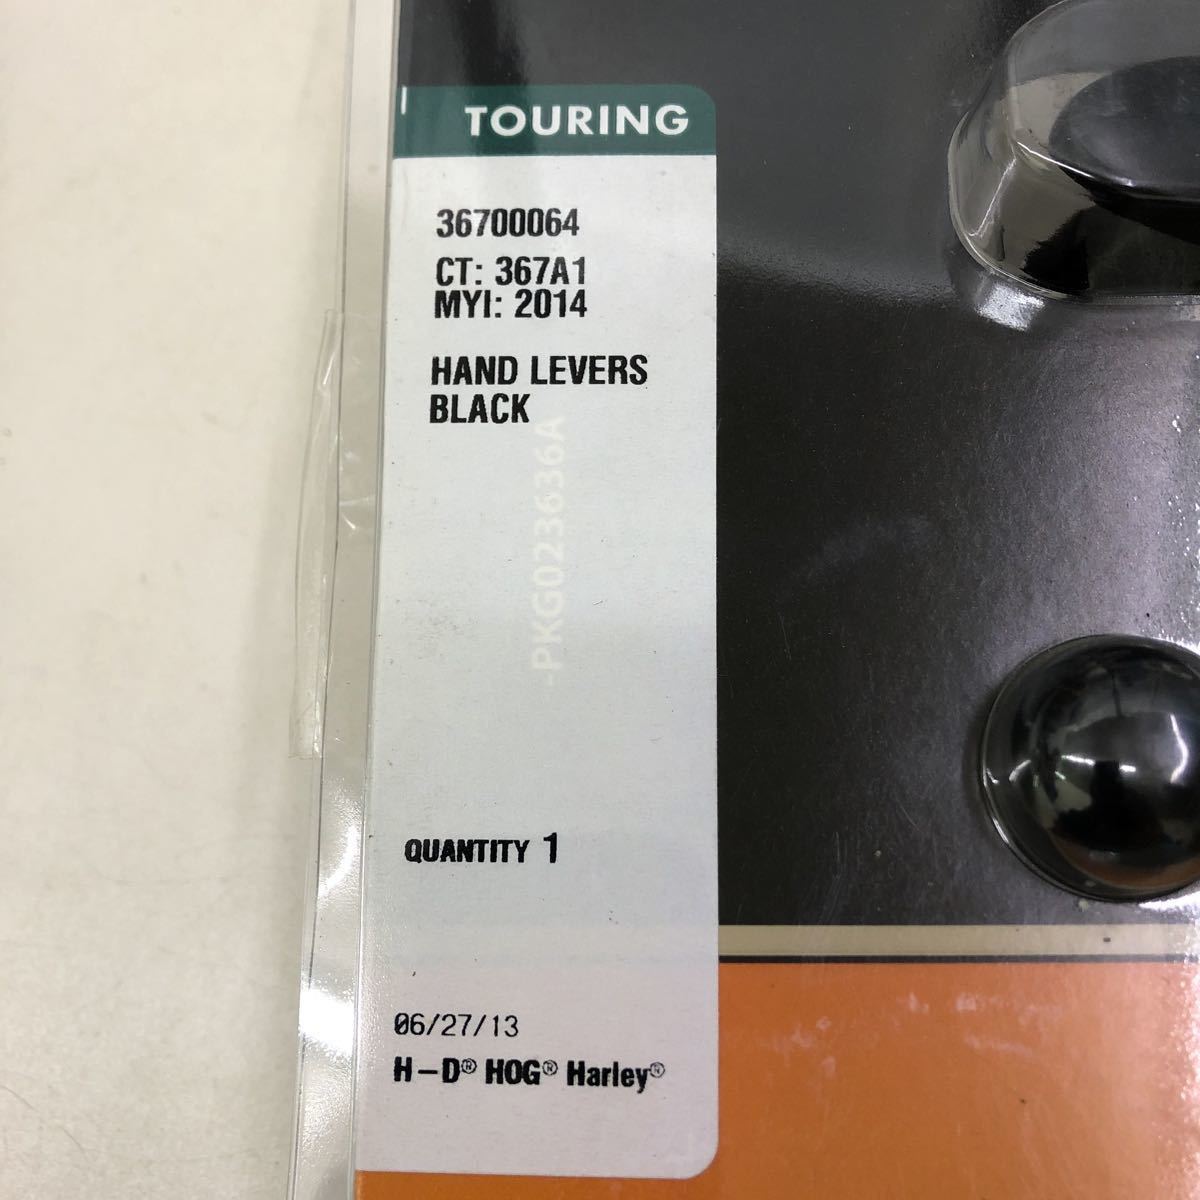 TOURING
36700064
CT: 367A1
MYI: 2014
HAND LEVERS
BLACK
-PKG023636A
QUANTITY 1
06/27/13
H-D® HOG® Harley®